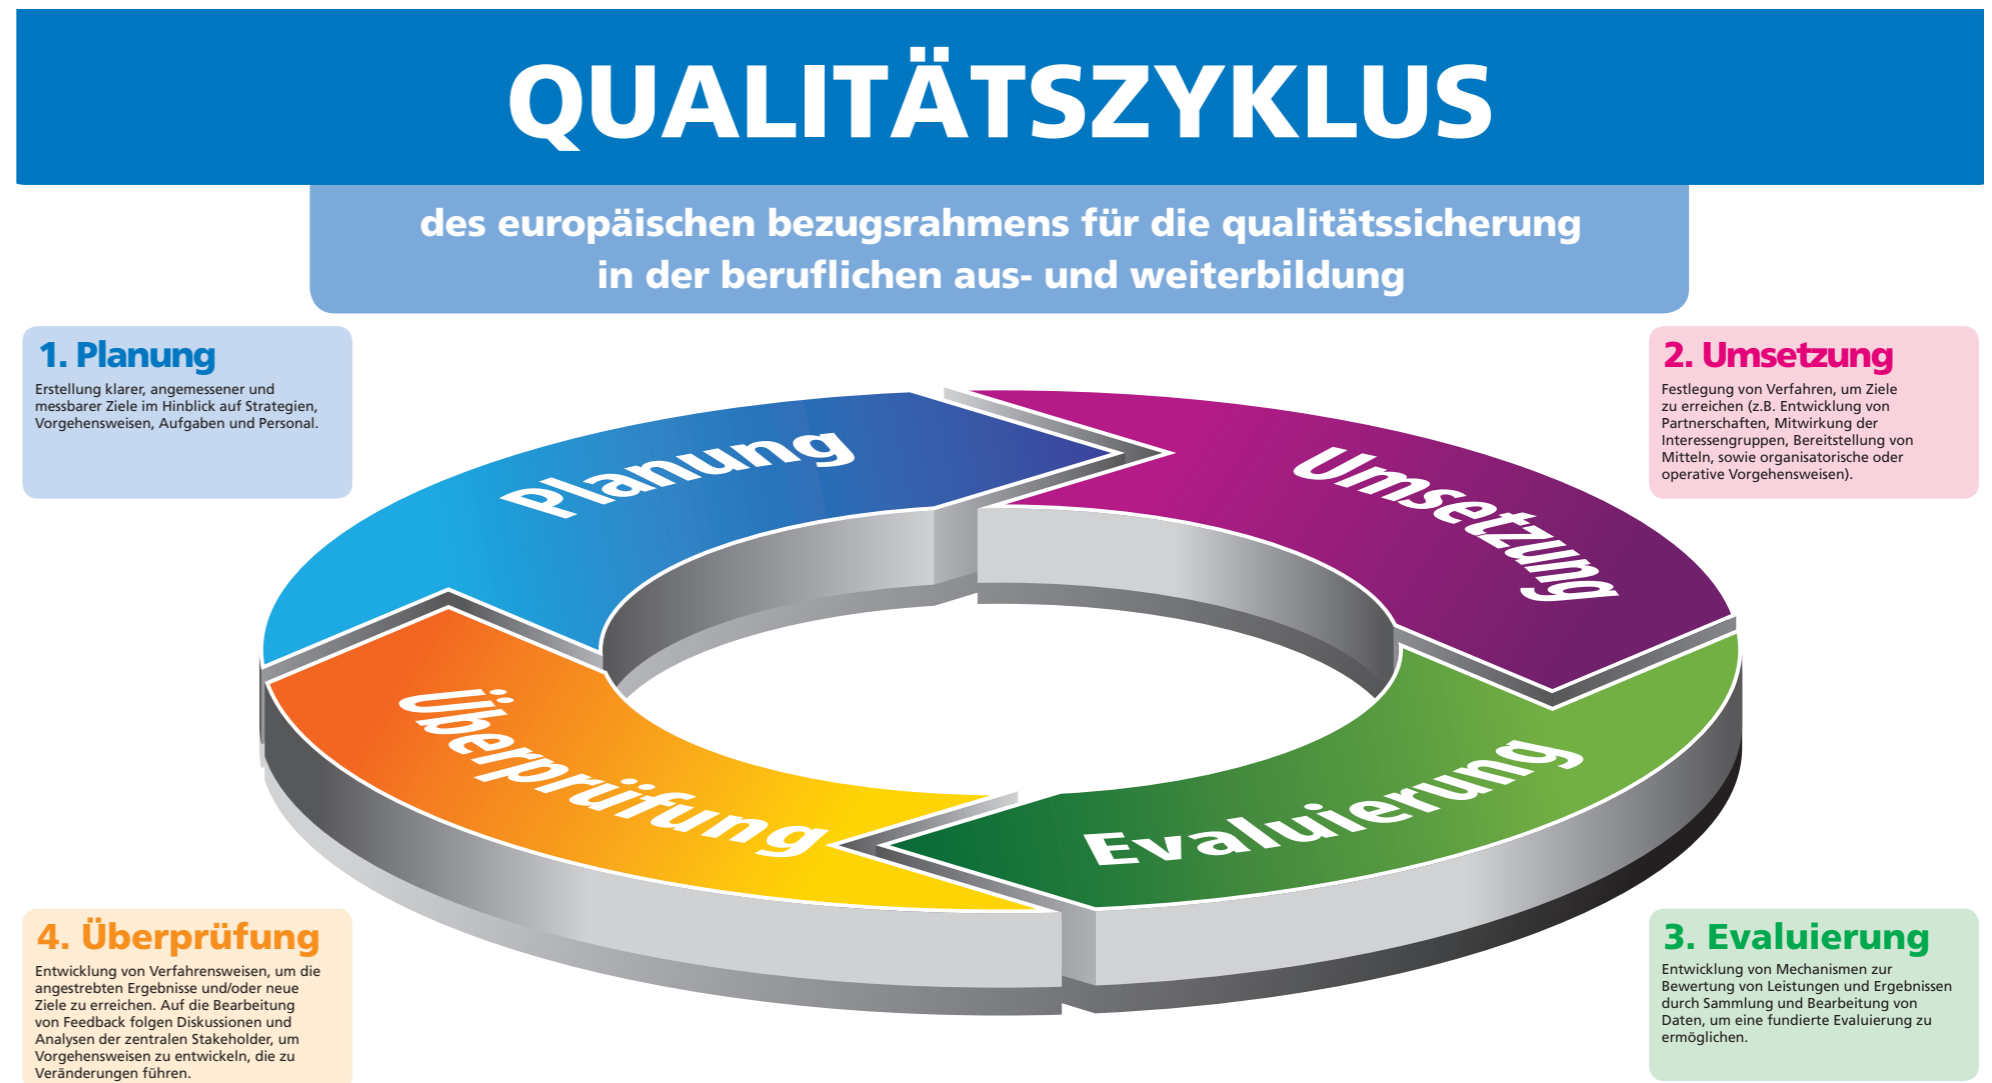 QUALITÄTSZYKLUS
des europäischen bezugsrahmens für die qualitätssicherung
in der beruflichen aus- und weiterbildung
1. Planung
Erstellung klarer, angemessener und
messbarer Ziele im Hinblick auf Strategien,
Vorgehensweisen, Aufgaben und Personal.
2. Umsetzung
Festlegung von Verfahren, um Ziele
zu erreichen (z.B. Entwicklung von
Partnerschaften, Mitwirkung der
Interessengruppen, Bereitstellung von
Mitteln, sowie organisatorische oder
operative Vorgehensweisen).
Planung
Umsetzung
Überprüfung
Evaluierung
4. Überprüfung
Entwicklung von Verfahrensweisen, um die
angestrebten Ergebnisse und/oder neue
Ziele zu erreichen. Auf die Bearbeitung
von Feedback folgen Diskussionen und
Analysen der zentralen Stakeholder, um
Vorgehensweisen zu entwickeln, die zu
Veränderungen führen.
3. Evaluierung
Entwicklung von Mechanismen zur
Bewertung von Leistungen und Ergebnissen
durch Sammlung und Bearbeitung von
Daten, um eine fundierte Evaluierung zu
ermöglichen.